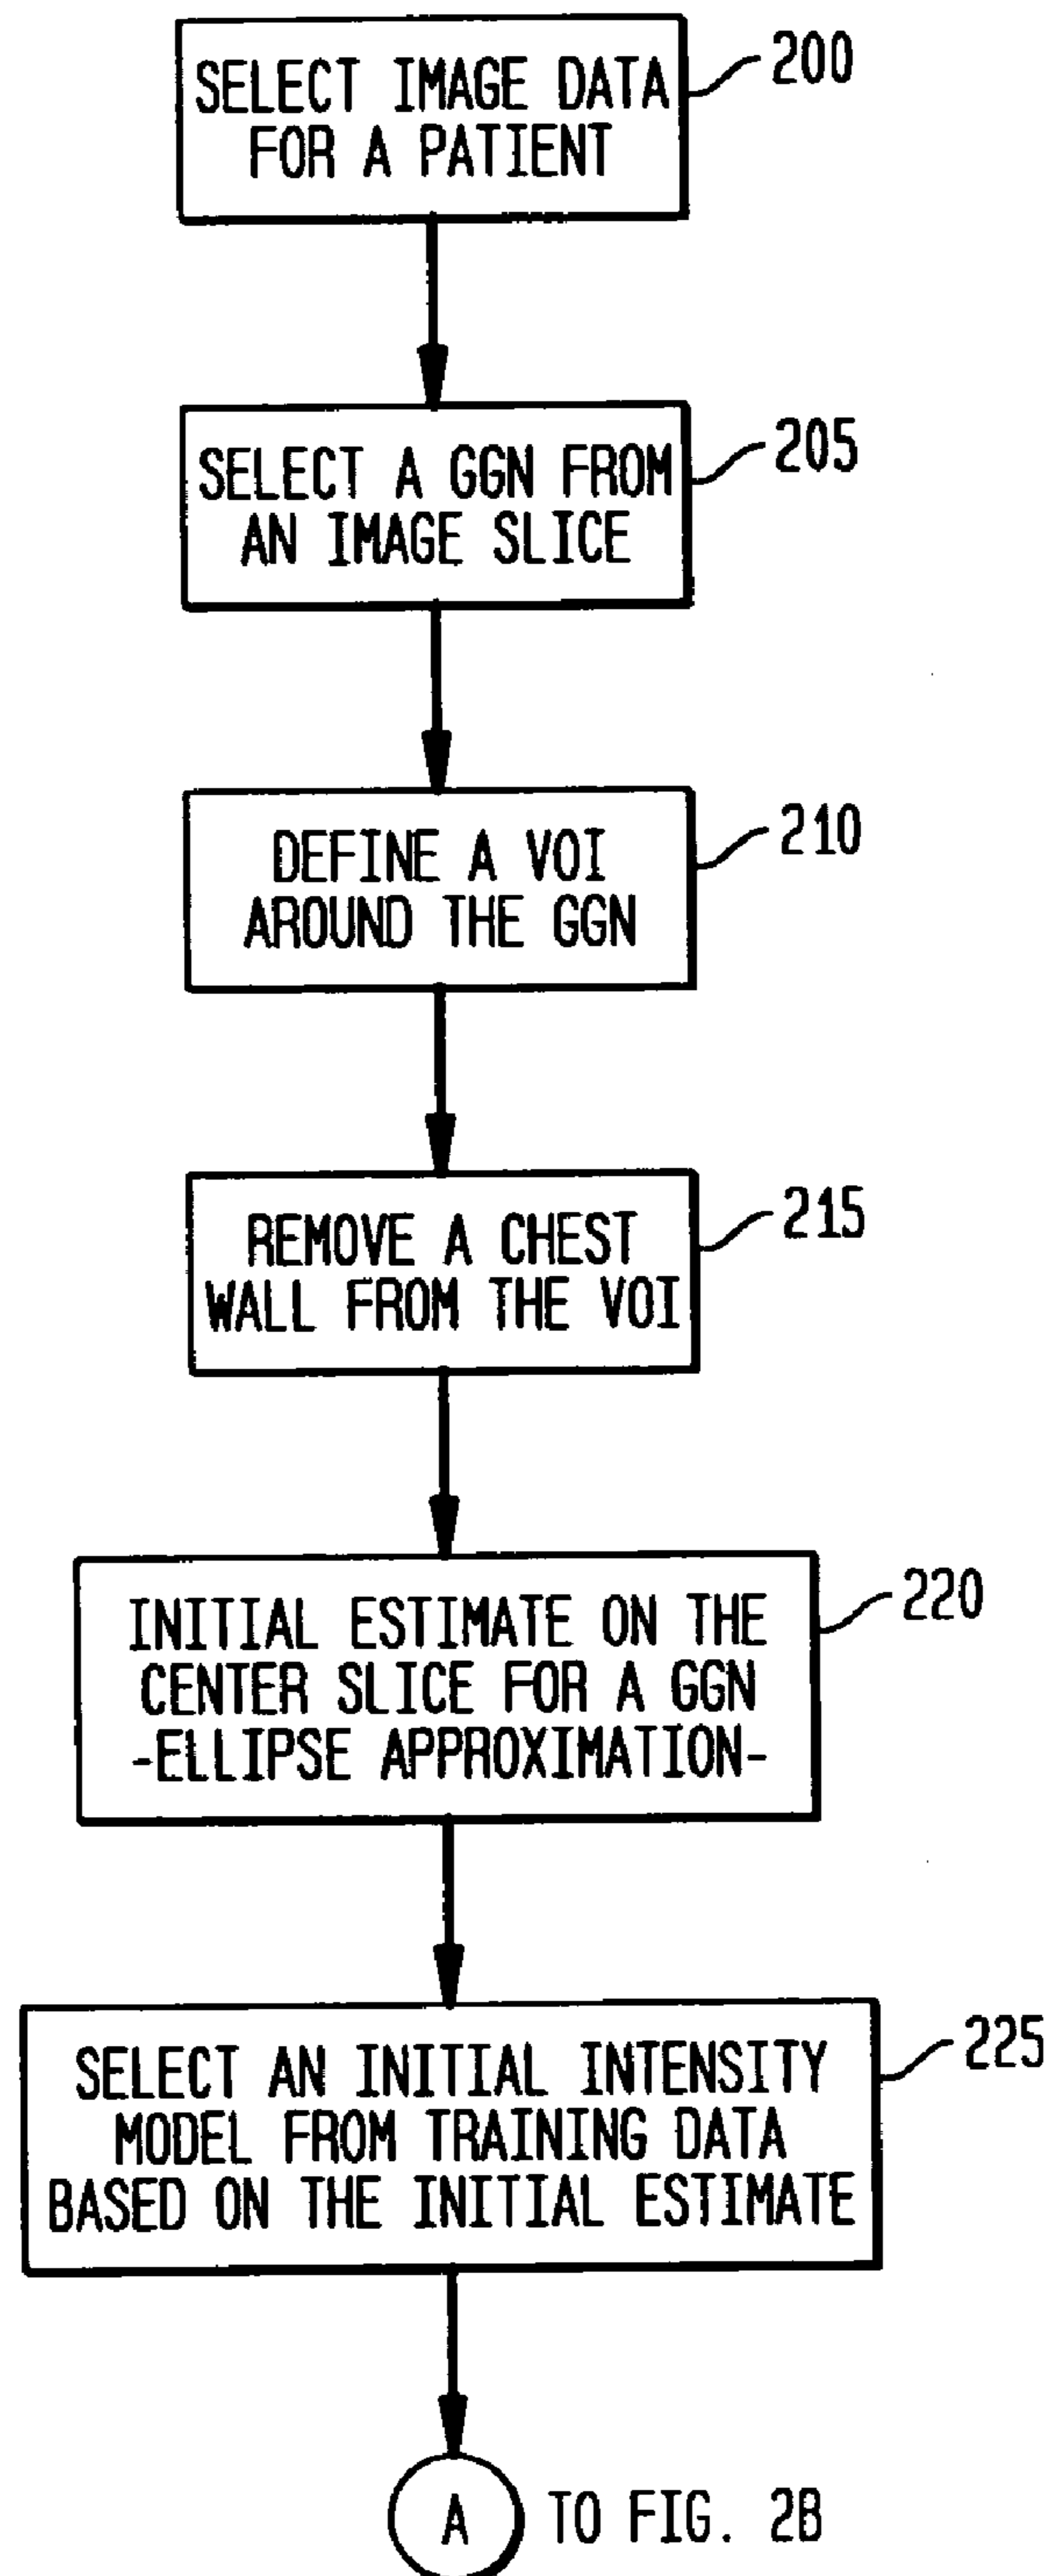 SELECT IMAGE DATA
FOR A PATIENT
200
SELECT A GGN FROM
AN IMAGE SLICE
205
DEFINE A VOI
AROUND THE GGN
210
REMOVE A CHEST
WALL FROM THE VOI
215
INITIAL ESTIMATE ON THE
CENTER SLICE FOR A GGN
-ELLIPSE APPROXIMATION-
220
SELECT AN INITIAL INTENSITY
MODEL FROM TRAINING DATA
BASED ON THE INITIAL ESTIMATE
225
A TO FIG. 2B